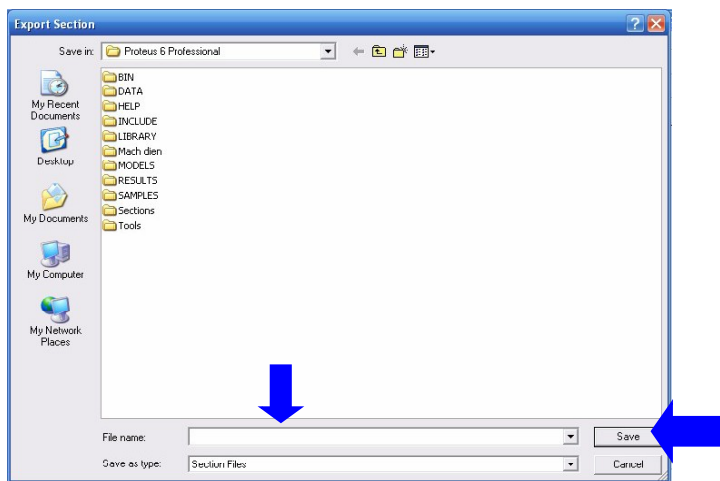 Export Section
Save in:
Proteus 6 Professional
My Recent
Documents
Desktop
My Documents
My Computer
My Network
Places
BIN
DATA
HELP
INCLUDE
LIBRARY
Mach dien
MODELS
RESULTS
SAMPLES
Sections
Tools
File name:
Save
Save as type:
Section Files
Cancel